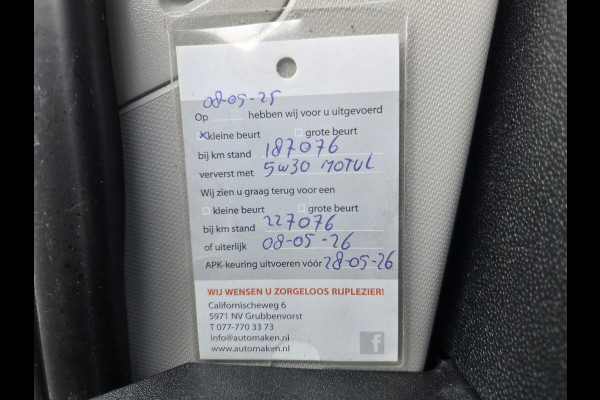 08-05-25
Op hebben wij voor u uitgevoerd
x kleine beurt grote beurt
bij km stand 187076
ververst met 5W30 MOTUL
Wij zien u graag terug voor een
kleine beurt grote beurt
bij km stand 227076
of uiterlijk 08-05-26
APK-keuring uitvoeren vóór 28-05-26
WIJ WENSEN U ZORGELOOS RIJPLEZIER!
Californischeweg 6
5971 NV Grubbenvorst
T 077-770 33 73
info@automaken.nl
www.automaken.nl
f